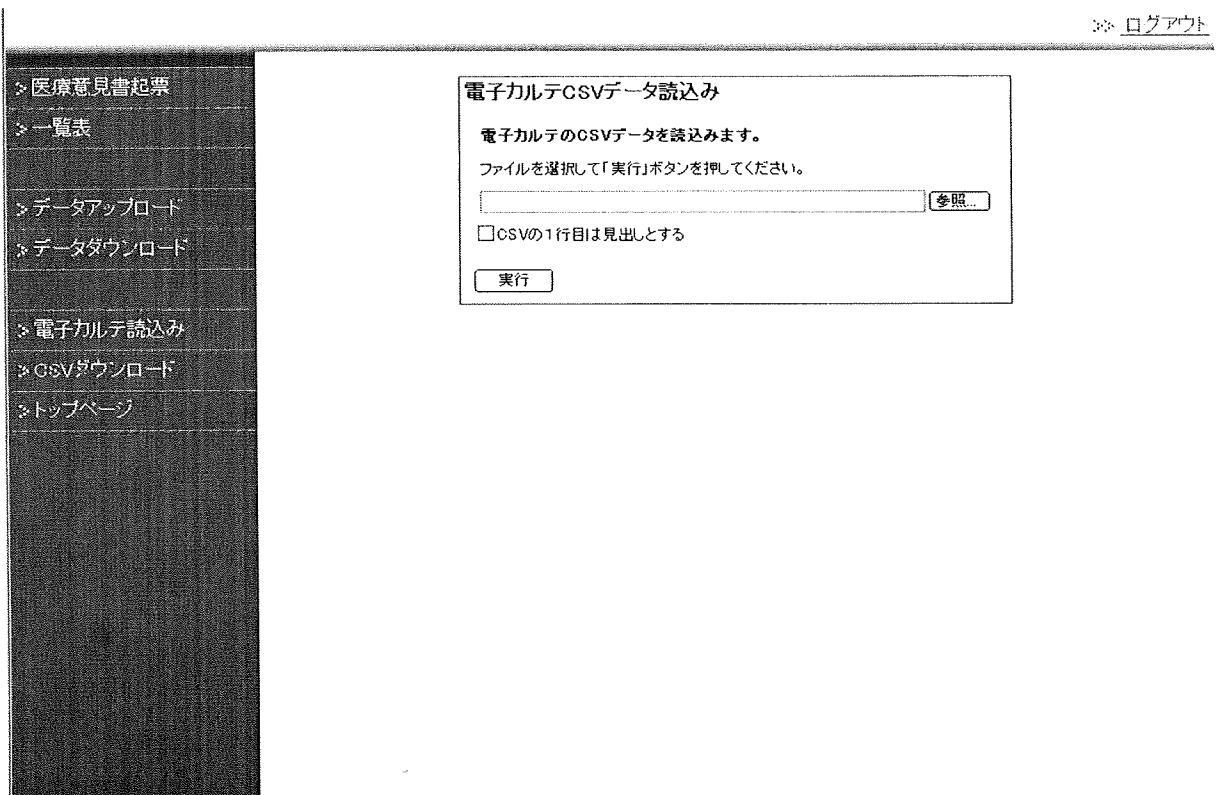 >> ログアウト
>医療意見書起票
>一覧表
>データアップロード
>データダウンロード
>電子カルテ読込み
>CSVダウンロード
>トップページ
電子カルテCSVデータ読込み
電子カルテのCSVデータを読込みます。
ファイルを選択して「実行」ボタンを押してください。
参照...
CSVの1行目は見出しとする
実行